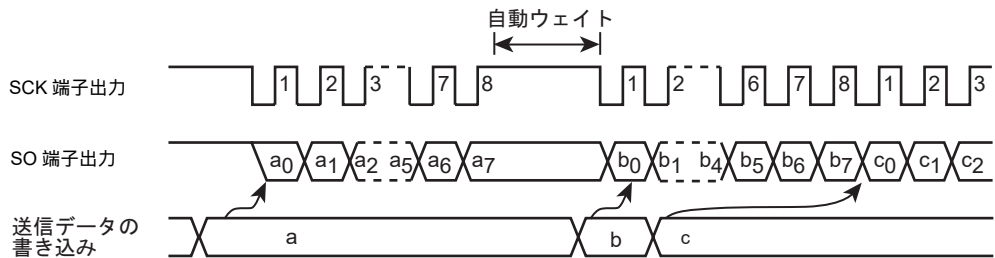 自動ウェイト
SCK 端子出力 1 2 3 7 8 1 2 6 7 8 1 2 3
SO 端子出力 a0 a1 a2 a5 a6 a7 b0 b1 b4 b5 b6 b7 c0 c1 c2
送信データの
書き込み
a b c